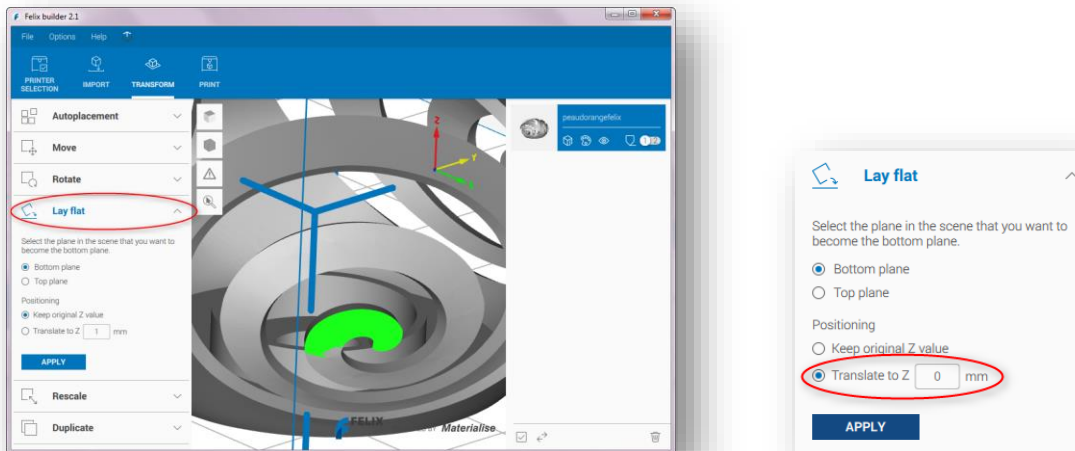 Felix builder 2.1
File Options Help
PRINTER SELECTION
IMPORT
TRANSFORM
PRINT
Autoplacement
Move
Rotate
Lay flat
Select the plane in the scene that you want to
become the bottom plane.
Bottom plane
Top plane
Positioning
Keep original Z value
Translate to Z 1 mm
APPLY
Rescale
Duplicate
Z
Y
FELIX
BY Materialise
peaudorangefelix
1 2
Lay flat
Select the plane in the scene that you want to
become the bottom plane.
Bottom plane
Top plane
Positioning
Keep original Z value
Translate to Z 0 mm
APPLY